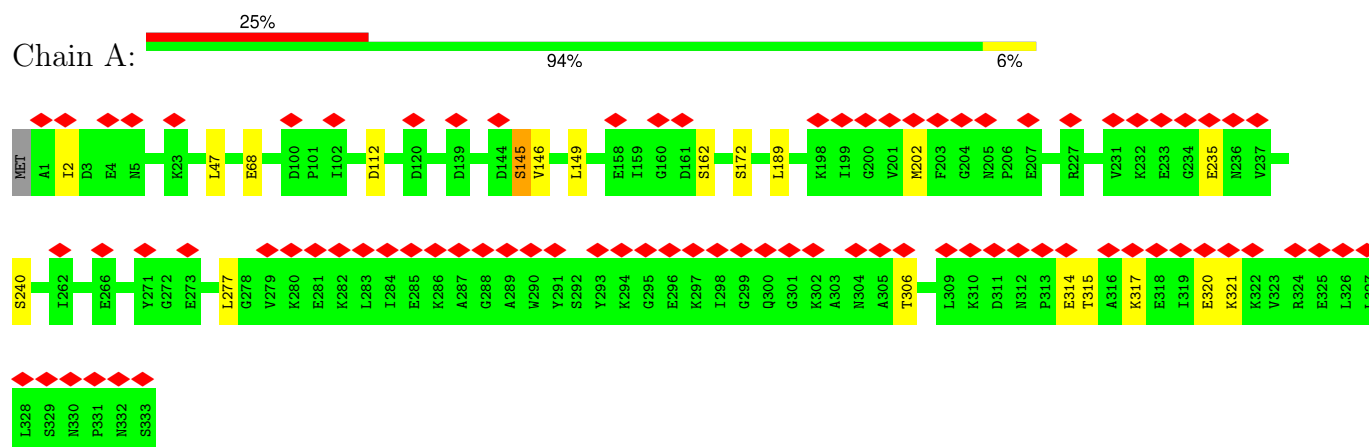 25%
Chain A:
94% 6%
MET A1 I2 D3 E4 N5 K23 L47 E68 D100 P101 I102 D112 D120 D139 D144 S145 V146 L149 E158 I159 G160 D161 S162 S172 L189 K198 I199 G200 V201 M202 F203 G204 N205 P206 E207 R227 V231 K232 E233 G234 E235 N236 V237
S240 I262 E266 Y271 G272 E273 L277 G278 V279 K280 E281 K282 L283 I284 E285 K286 A287 G288 A289 W290 Y291 S292 Y293 K294 G295 E296 K297 I298 G299 Q300 G301 K302 A303 N304 A305 T306 L309 K310 D311 N312 P313 E314 T315 A316 K317 E318 I319 E320 K321 K322 V323 R324 E325 L326
L328 S329 N330 P331 N332 S333